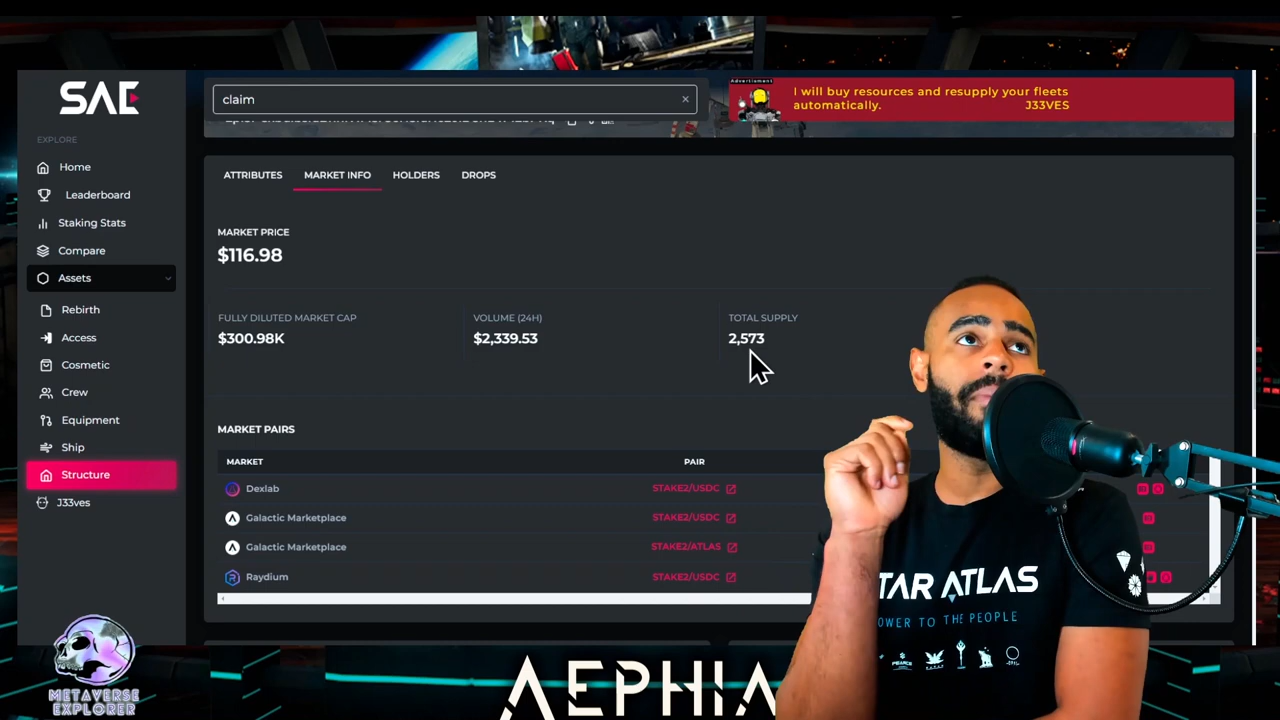 SAE
claim
Advertisment
I will buy resources and resupply your fleets
automatically. J33VES
EXPLORE
Home
Leaderboard
Staking Stats
Compare
Assets
Rebirth
Access
Cosmetic
Crew
Equipment
Ship
Structure
J33ves
ATTRIBUTES MARKET INFO HOLDERS DROPS
MARKET PRICE
$116.98
FULLY DILUTED MARKET CAP VOLUME (24H) TOTAL SUPPLY
$300.98K $2,339.53 2,573
MARKET PAIRS
MARKET PAIR
Dexlab STAKE2/USDC
Galactic Marketplace STAKE2/USDC
Galactic Marketplace STAKE2/ATLAS
Raydium STAKE2/USDC
TAR ATLAS
OWER TO THE PEOPLE
METAVERSE
EXPLORER
AEPHIA